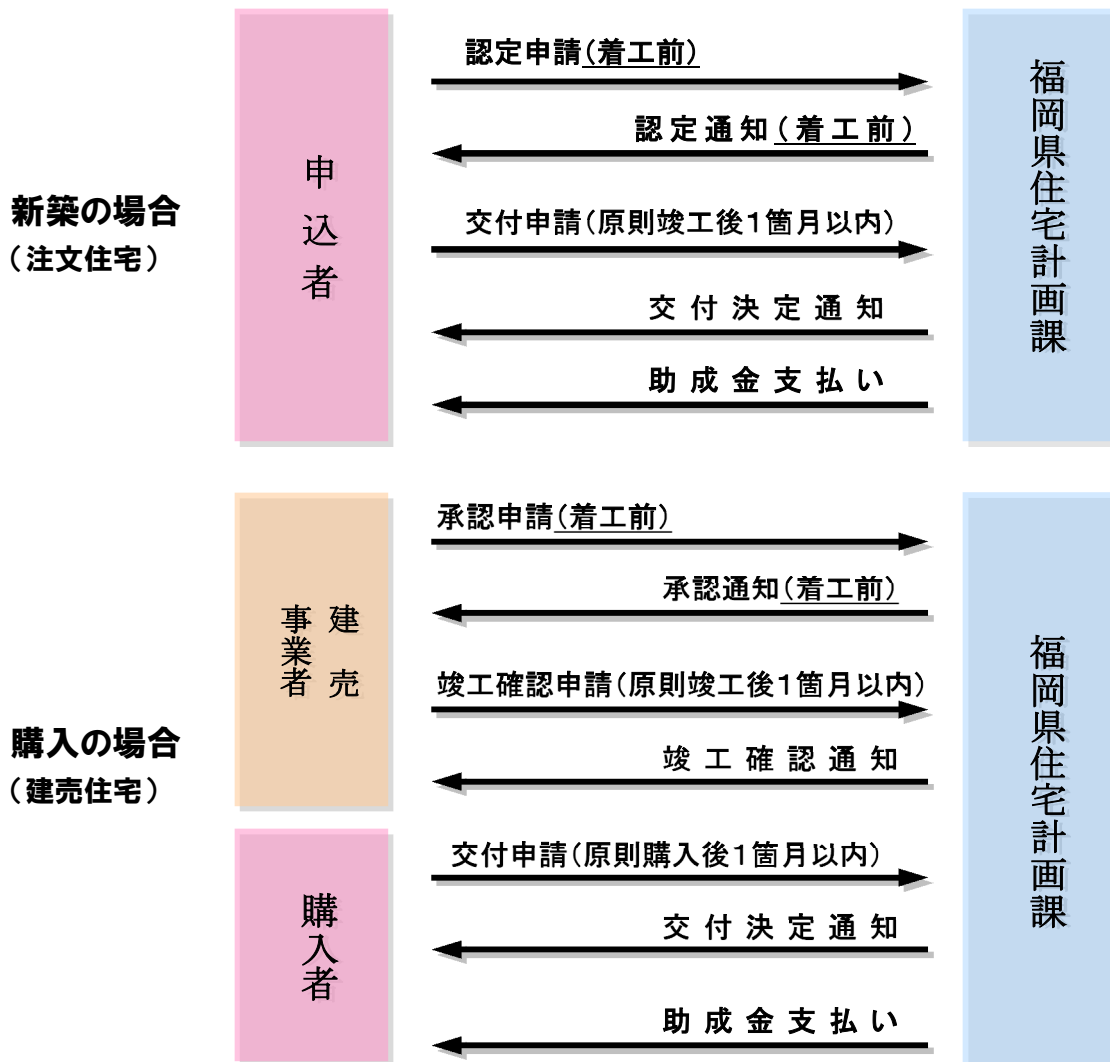 新築の場合
(注文住宅)
申込者
認定申請(着工前)
認定通知(着工前)
交付申請(原則竣工後1箇月以内)
交付決定通知
助成金支払い
福岡県住宅計画課
購入の場合
(建売住宅)
建売
事業者
承認申請(着工前)
承認通知(着工前)
竣工確認申請(原則竣工後1箇月以内)
竣工確認通知
購入者
交付申請(原則購入後1箇月以内)
交付決定通知
助成金支払い
福岡県住宅計画課